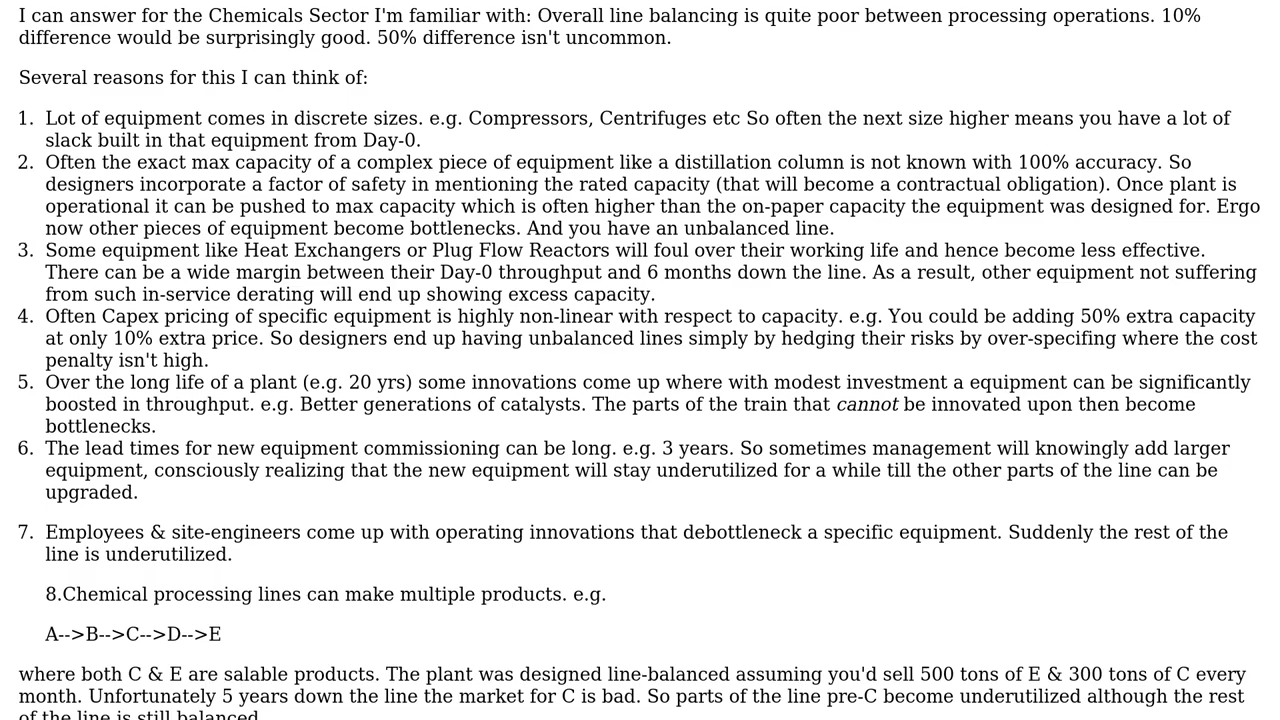 I can answer for the Chemicals Sector I'm familiar with: Overall line balancing is quite poor between processing operations. 10%
difference would be surprisingly good. 50% difference isn't uncommon.
Several reasons for this I can think of:
1. Lot of equipment comes in discrete sizes. e.g. Compressors, Centrifuges etc So often the next size higher means you have a lot of
slack built in that equipment from Day-0.
2. Often the exact max capacity of a complex piece of equipment like a distillation column is not known with 100% accuracy. So
designers incorporate a factor of safety in mentioning the rated capacity (that will become a contractual obligation). Once plant is
operational it can be pushed to max capacity which is often higher than the on-paper capacity the equipment was designed for. Ergo
now other pieces of equipment become bottlenecks. And you have an unbalanced line.
3. Some equipment like Heat Exchangers or Plug Flow Reactors will foul over their working life and hence become less effective.
There can be a wide margin between their Day-0 throughput and 6 months down the line. As a result, other equipment not suffering
from such in-service derating will end up showing excess capacity.
4. Often Capex pricing of specific equipment is highly non-linear with respect to capacity. e.g. You could be adding 50% extra capacity
at only 10% extra price. So designers end up having unbalanced lines simply by hedging their risks by over-specifing where the cost
penalty isn't high.
5. Over the long life of a plant (e.g. 20 yrs) some innovations come up where with modest investment a equipment can be significantly
boosted in throughput. e.g. Better generations of catalysts. The parts of the train that cannot be innovated upon then become
bottlenecks.
6. The lead times for new equipment commissioning can be long. e.g. 3 years. So sometimes management will knowingly add larger
equipment, consciously realizing that the new equipment will stay underutilized for a while till the other parts of the line can be
upgraded.
7. Employees & site-engineers come up with operating innovations that debottleneck a specific equipment. Suddenly the rest of the
line is underutilized.
8.Chemical processing lines can make multiple products. e.g.
A-->B-->C-->D-->E
where both C & E are salable products. The plant was designed line-balanced assuming you'd sell 500 tons of E & 300 tons of C every
month. Unfortunately 5 years down the line the market for C is bad. So parts of the line pre-C become underutilized although the rest
of the line is still balanced.